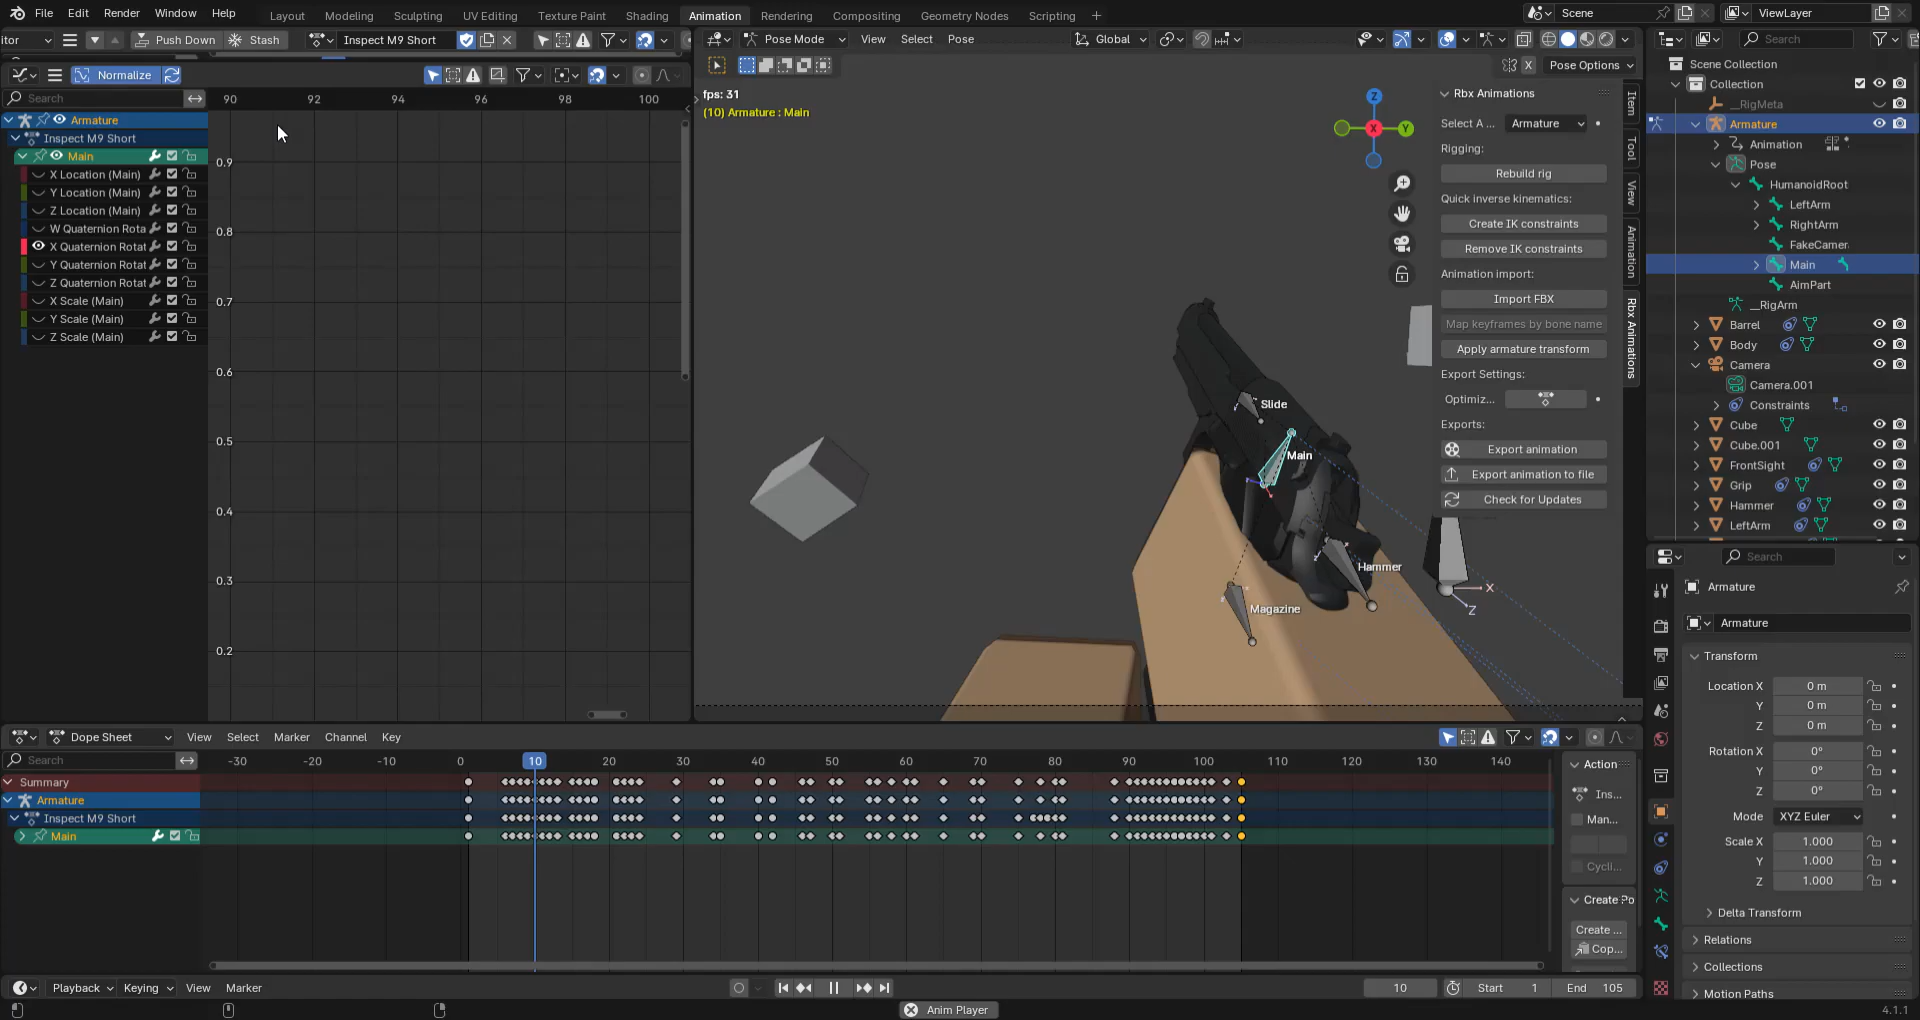 File Edit Render Window Help Layout Modeling Sculpting UV Editing Texture Paint Shading Animation Rendering Compositing Geometry Nodes Scripting + Scene ViewLayer
itor Push Down Stash Inspect M9 Short Pose Mode View Select Pose Global Search
Normalize X Pose Options
Search 90 92 94 96 98 100
Armature
Inspect M9 Short
Main
X Location (Main)
Y Location (Main)
Z Location (Main)
W Quaternion Rota
X Quaternion Rotat
Y Quaternion Rotat
Z Quaternion Rotat
X Scale (Main)
Y Scale (Main)
Z Scale (Main)
0.9
0.8
0.7
0.6
0.5
0.4
0.3
0.2
fps: 31
(10) Armature : Main
Z
X
Y
Slide
Main
Hammer
Magazine
X
Z
Rbx Animations
Select A ... Armature
Rigging:
Rebuild rig
Quick inverse kinematics:
Create IK constraints
Remove IK constraints
Animation import:
Import FBX
Map keyframes by bone name
Apply armature transform
Export Settings:
Optimiz...
Exports:
Export animation
Export animation to file
Check for Updates
Item
Tool
View
Animation
Rbx Animations
Scene Collection
Collection
__RigMeta
Armature
Animation
Pose
HumanoidRoot
LeftArm
RightArm
FakeCamer
Main
AimPart
__RigArm
Barrel
Body
Camera
Camera.001
Constraints
Cube
Cube.001
FrontSight
Grip
Hammer
LeftArm
Search
Armature
Armature
Transform
Location X 0 m
Y 0 m
Z 0 m
Rotation X 0°
Y 0°
Z 0°
Mode XYZ Euler
Scale X 1.000
Y 1.000
Z 1.000
Delta Transform
Relations
Collections
Motion Paths
Dope Sheet View Select Marker Channel Key
Search -30 -20 -10 0 10 20 30 40 50 60 70 80 90 100 110 120 130 140
Summary
Armature
Inspect M9 Short
Main
Action
Ins...
Man...
Cycli...
Create Po
Create ...
Cop...
Playback Keying View Marker 10 Start 1 End 105
Anim Player
4.1.1